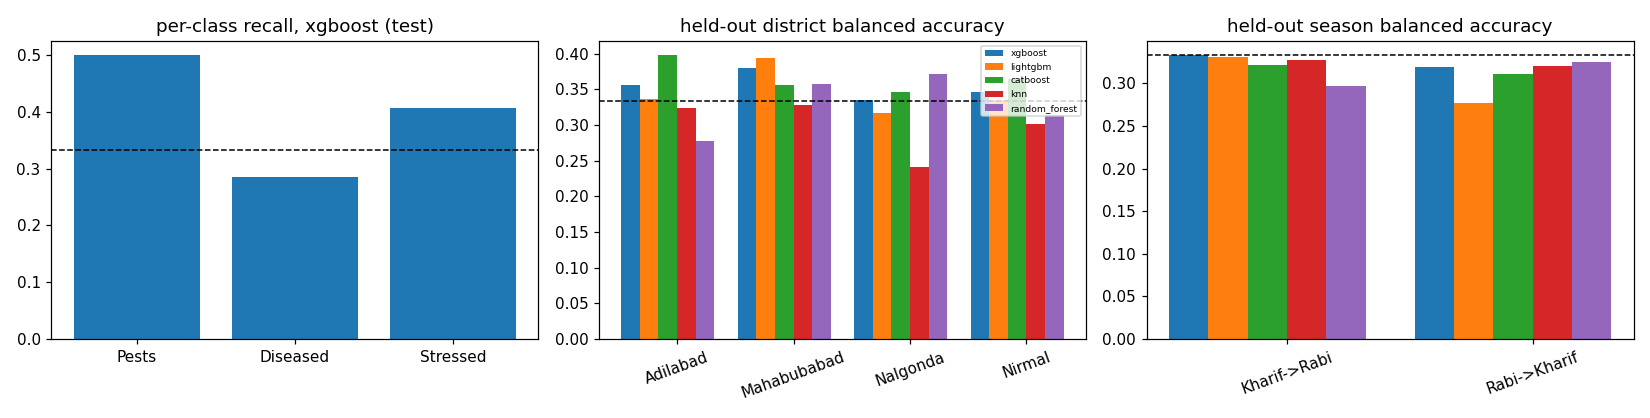 per-class recall, xgboost (test)
0.5
0.4
0.3
0.2
0.1
0.0
Pests
Diseased
Stressed
held-out district balanced accuracy
0.40
0.35
0.30
0.25
0.20
0.15
0.10
0.05
0.00
xgboost
lightgbm
catboost
knn
random_forest
Adilabad
Mahabubabad
Nalgonda
Nirmal
held-out season balanced accuracy
0.30
0.25
0.20
0.15
0.10
0.05
0.00
Kharif->Rabi
Rabi->Kharif